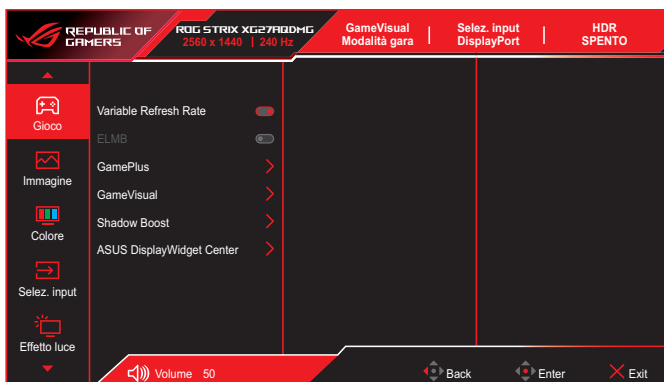 REPUBLIC OF
GAMERS
ROG STRIX XG27AQDMG
2560 x 1440 | 240 Hz
GameVisual
Modalità gara
Selez. input
DisplayPort
HDR
SPENTO
Gioco
Immagine
Colore
Selez. input
Effetto luce
Variable Refresh Rate
ELMB
GamePlus
GameVisual
Shadow Boost
ASUS DisplayWidget Center
Volume 50
Back
Enter
Exit